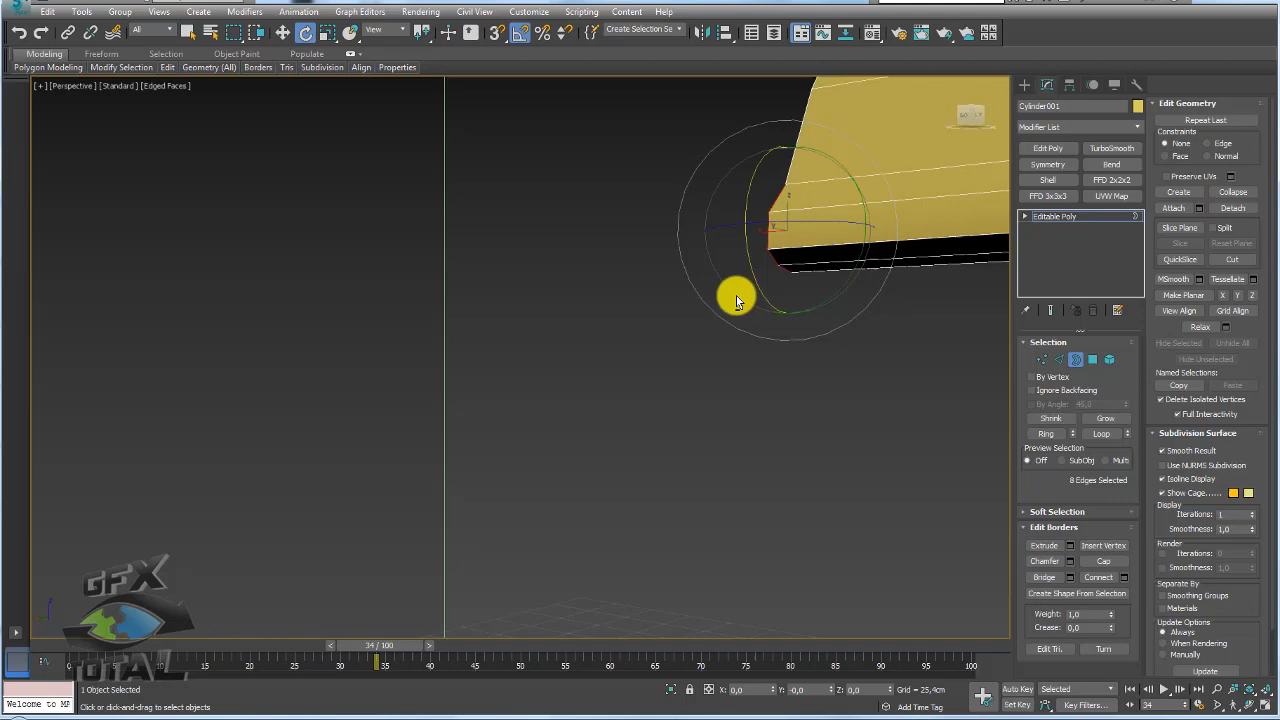 Edit Tools Group Views Create Modifiers Animation Graph Editors Rendering Civil View Customize Scripting Content Help
All View Create Selection Se
Modeling Freeform Selection Object Paint Populate
Polygon Modeling Modify Selection Edit Geometry (All) Borders Tris Subdivision Align Properties
[+] [Perspective] [Standard] [Edged Faces]
Cylinder001
Modifier List
Edit Poly TurboSmooth
Symmetry Bend
Shell FFD 2x2x2
FFD 3x3x3 UVW Map
Editable Poly
Selection
By Vertex
Ignore Backfacing
By Angle: 45,0
Shrink Grow
Ring Loop
Preview Selection
Off SubObj Multi
8 Edges Selected
Soft Selection
Edit Borders
Extrude Insert Vertex
Chamfer Cap
Bridge Connect
Create Shape From Selection
Weight: 1,0
Crease: 0,0
Edit Tri. Turn
Edit Geometry
Repeat Last
Constraints
None Edge
Face Normal
Preserve UVs
Create Collapse
Attach Detach
Slice Plane Split
Slice Reset Plane
QuickSlice Cut
MSmooth Tessellate
Make Planar X Y Z
View Align Grid Align
Relax
Hide Selected Unhide All
Hide Unselected
Named Selections:
Copy Paste
Delete Isolated Vertices
Full Interactivity
Subdivision Surface
Smooth Result
Use NURMS Subdivision
Isoline Display
Show Cage......
Display
Iterations: 1
Smoothness: 1,0
Render
Iterations: 0
Smoothness: 1,0
Separate By
Smoothing Groups
Materials
Update Options
Always
When Rendering
Manually
Update
GFX
TOTAL
< 34 / 100 >
0 15 20 25 30 35 40 45 50 55 60 65 70 75 80 85 90 95 100
1 Object Selected
Welcome to MA
Click or click-and-drag to select objects
X: 0,0 Y: -0,0 Z: 0,0 Grid = 25,4cm
Add Time Tag
Auto Key Selected
Set Key Key Filters...
34